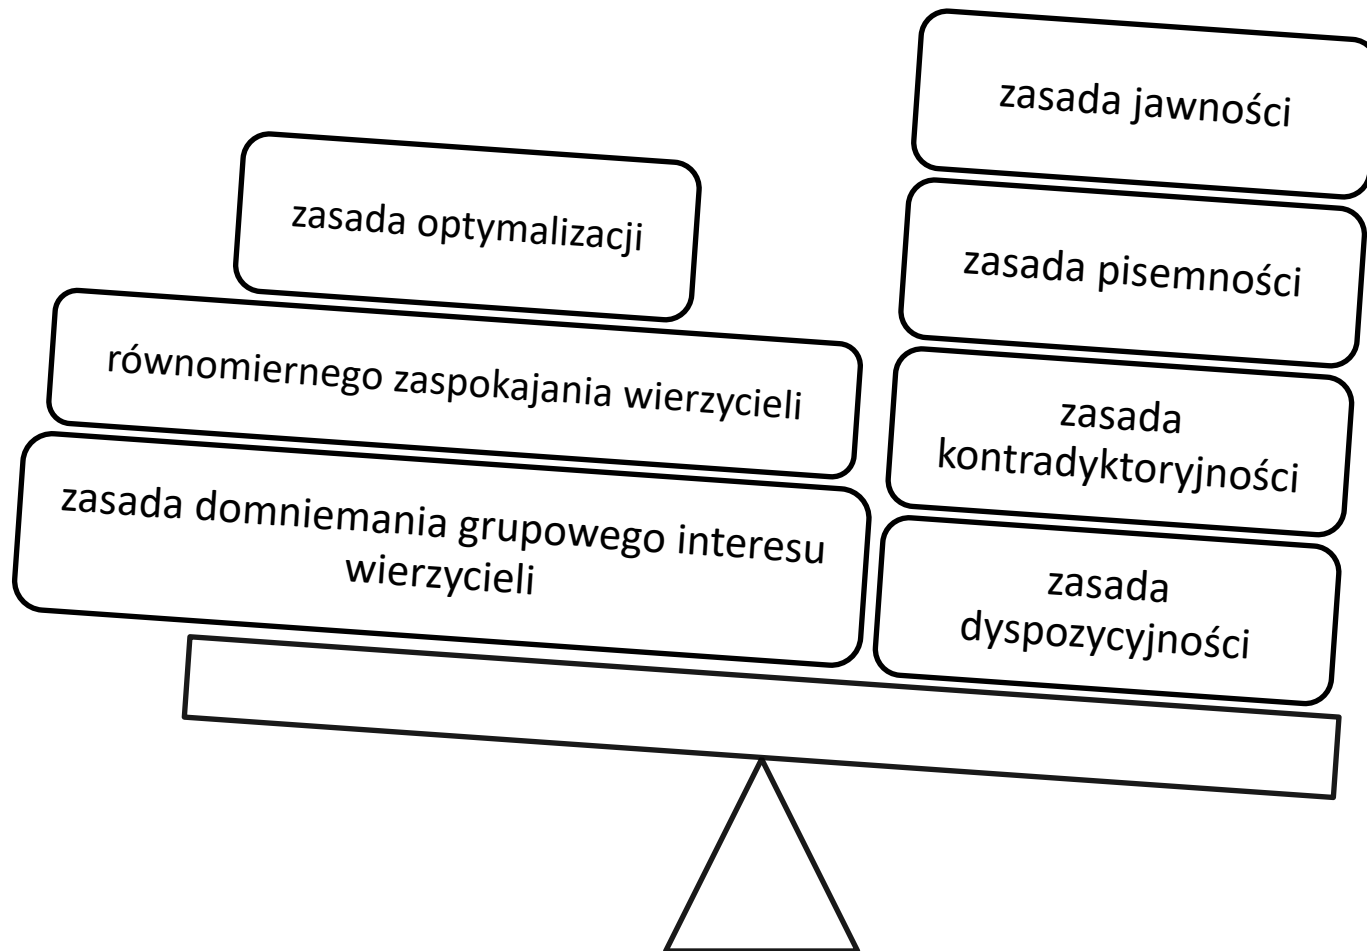 zasada optymalizacji
równomiernego zaspokajania wierzycieli
zasada domniemania grupowego interesu
wierzycieli
zasada jawności
zasada pisemności
zasada
kontradyktoryjności
zasada
dyspozycyjności